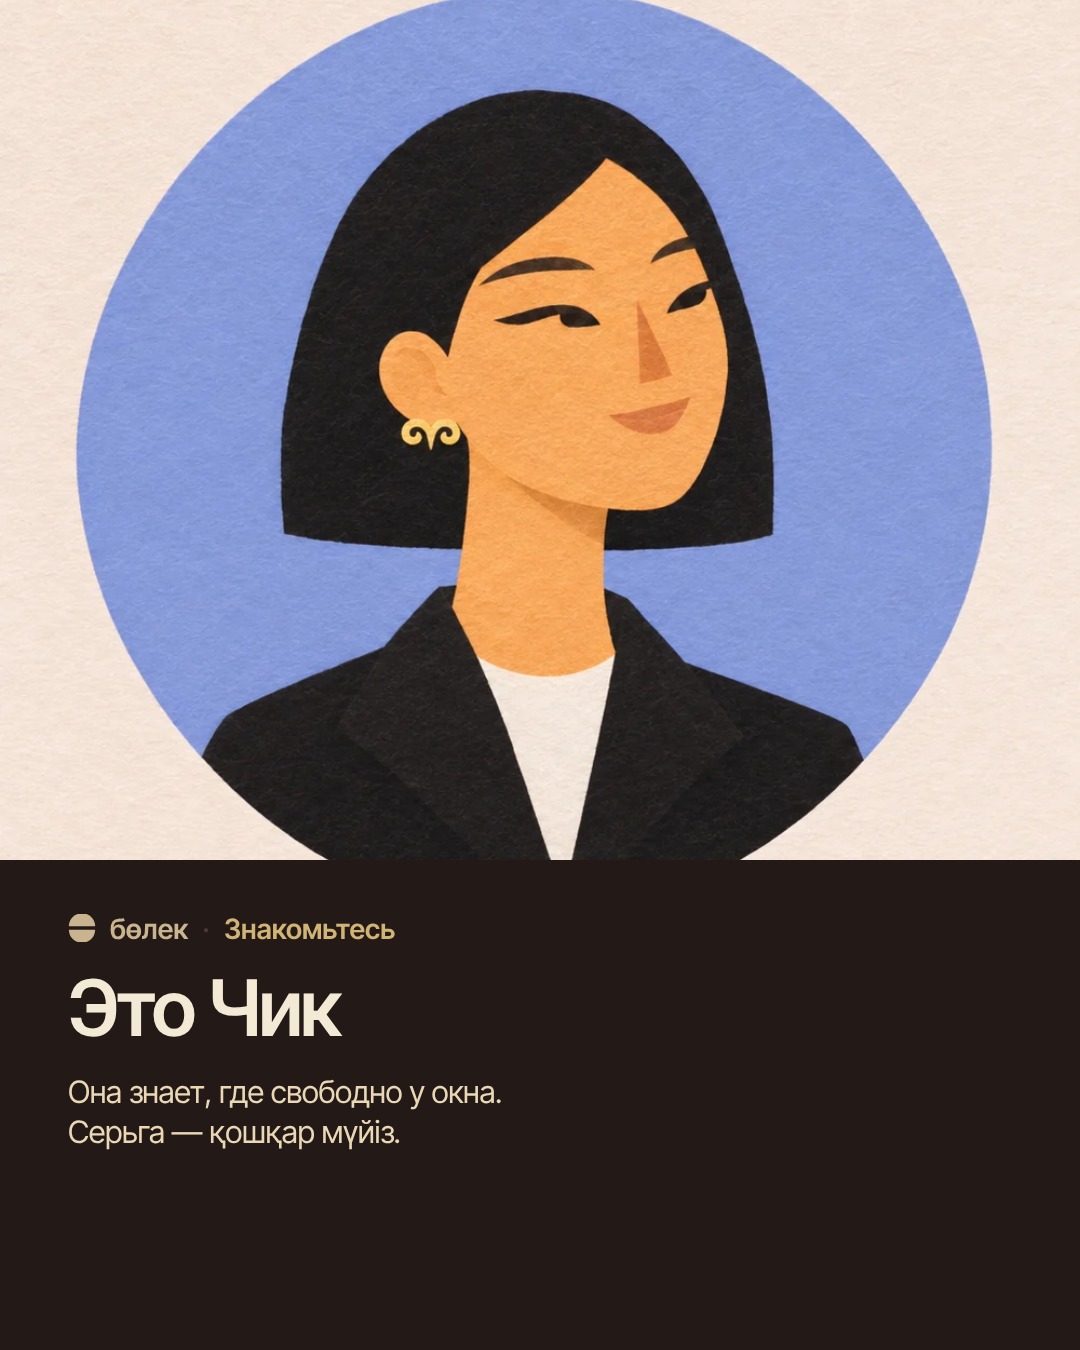 бөлек · Знакомьтесь
Это Чик
Она знает, где свободно у окна.
Серьга — қошқар мүйіз.